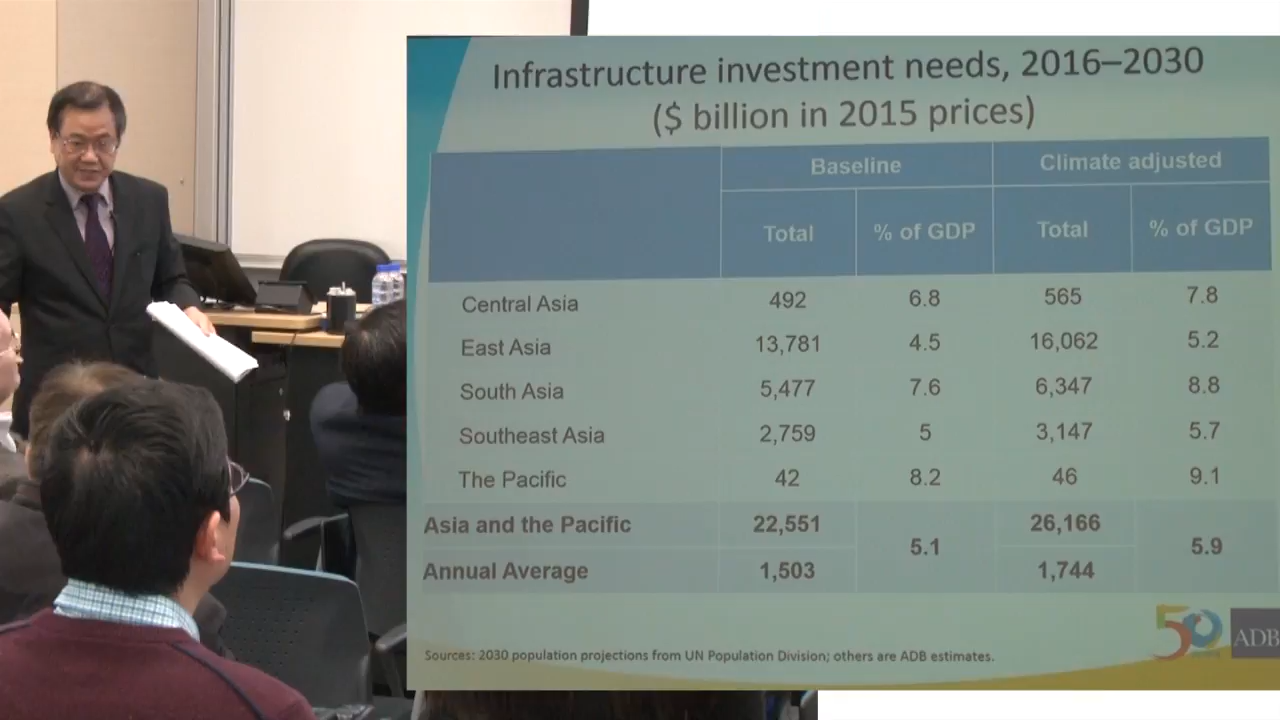 Infrastructure investment needs, 2016–2030
($ billion in 2015 prices)
Baseline Climate adjusted
Total % of GDP Total % of GDP
Central Asia 492 6.8 565 7.8
East Asia 13,781 4.5 16,062 5.2
South Asia 5,477 7.6 6,347 8.8
Southeast Asia 2,759 5 3,147 5.7
The Pacific 42 8.2 46 9.1
Asia and the Pacific 22,551 26,166
5.1 5.9
Annual Average 1,503 1,744
50
ADB
Sources: 2030 population projections from UN Population Division; others are ADB estimates.